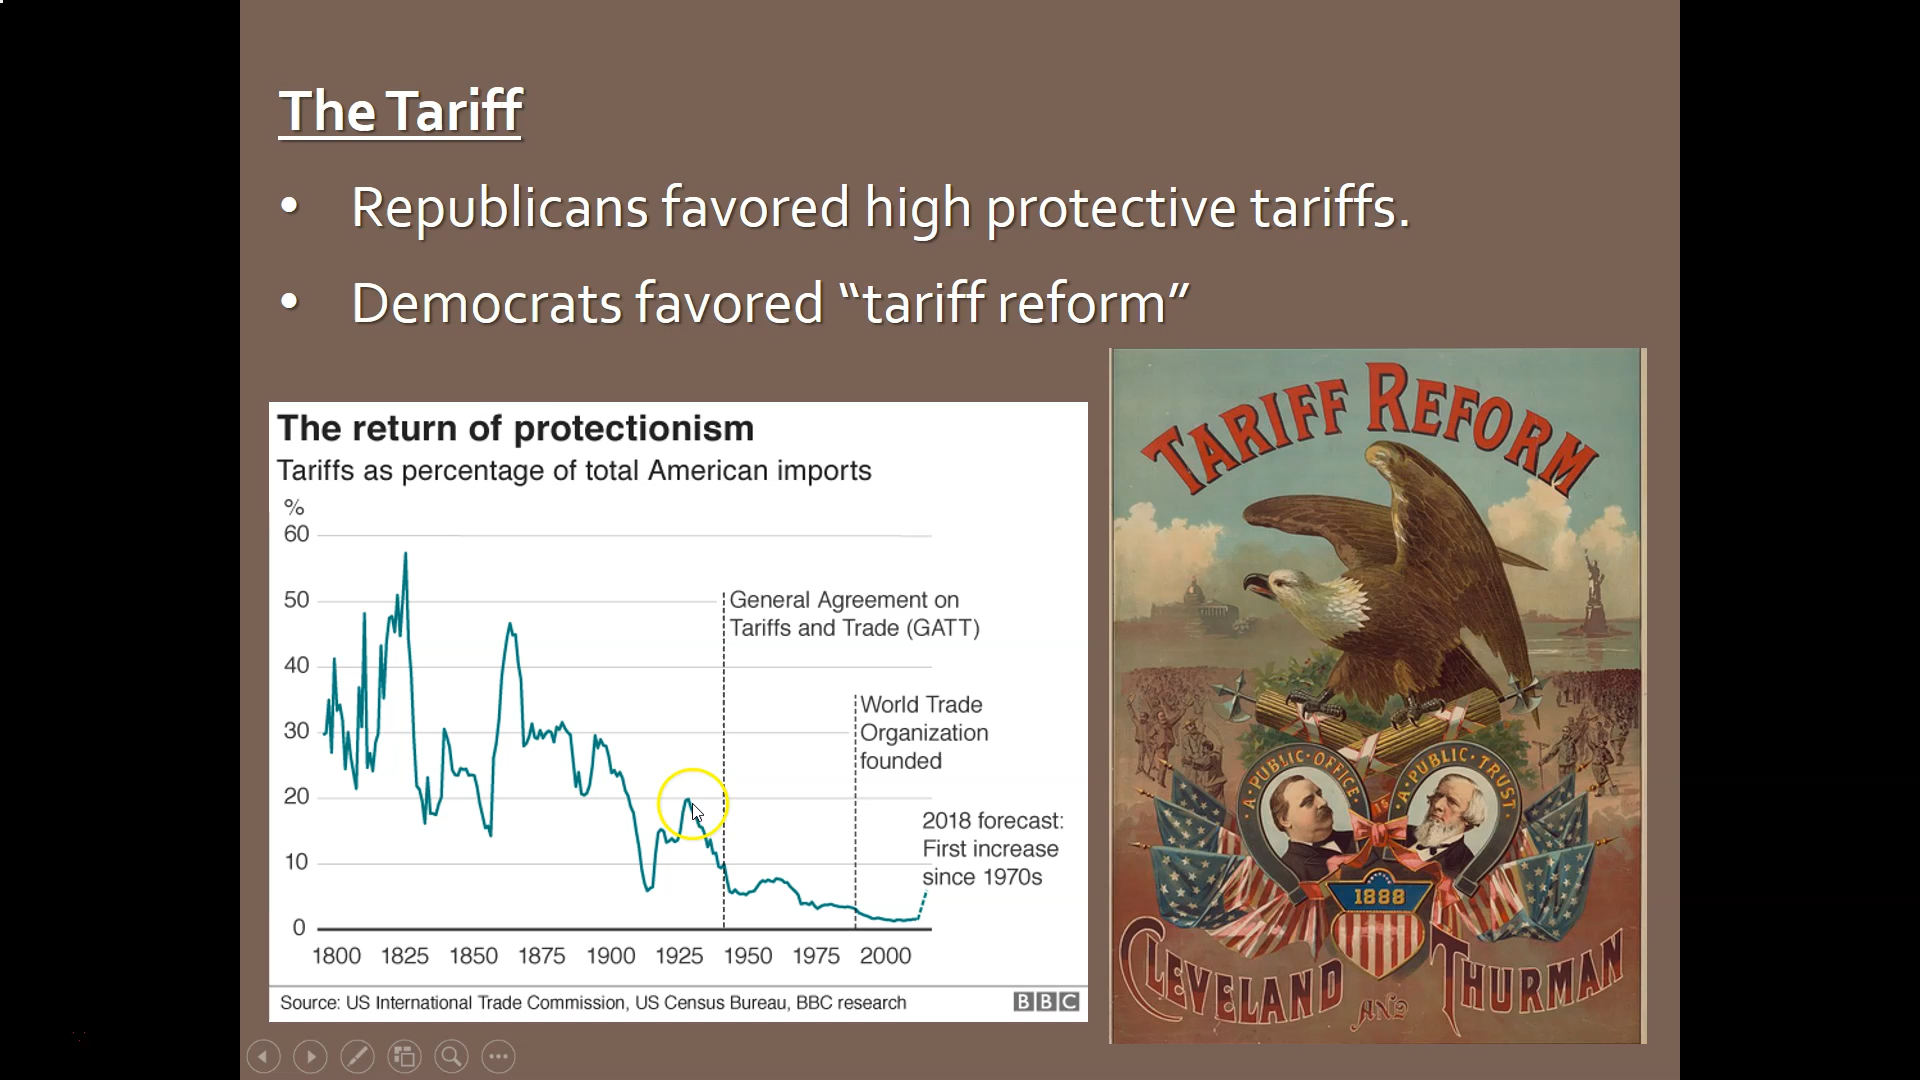 The Tariff
• Republicans favored high protective tariffs.
• Democrats favored “tariff reform”
The return of protectionism
Tariffs as percentage of total American imports
%
60
50
40
30
20
10
0
General Agreement on
Tariffs and Trade (GATT)
World Trade
Organization
founded
2018 forecast:
First increase
since 1970s
1800 1825 1850 1875 1900 1925 1950 1975 2000
Source: US International Trade Commission, US Census Bureau, BBC research
BBC
TARIFF REFORM
A·PUBLIC·OFFICE·
IS
·A·PUBLIC·TRUST·
1888
CLEVELAND AND THURMAN